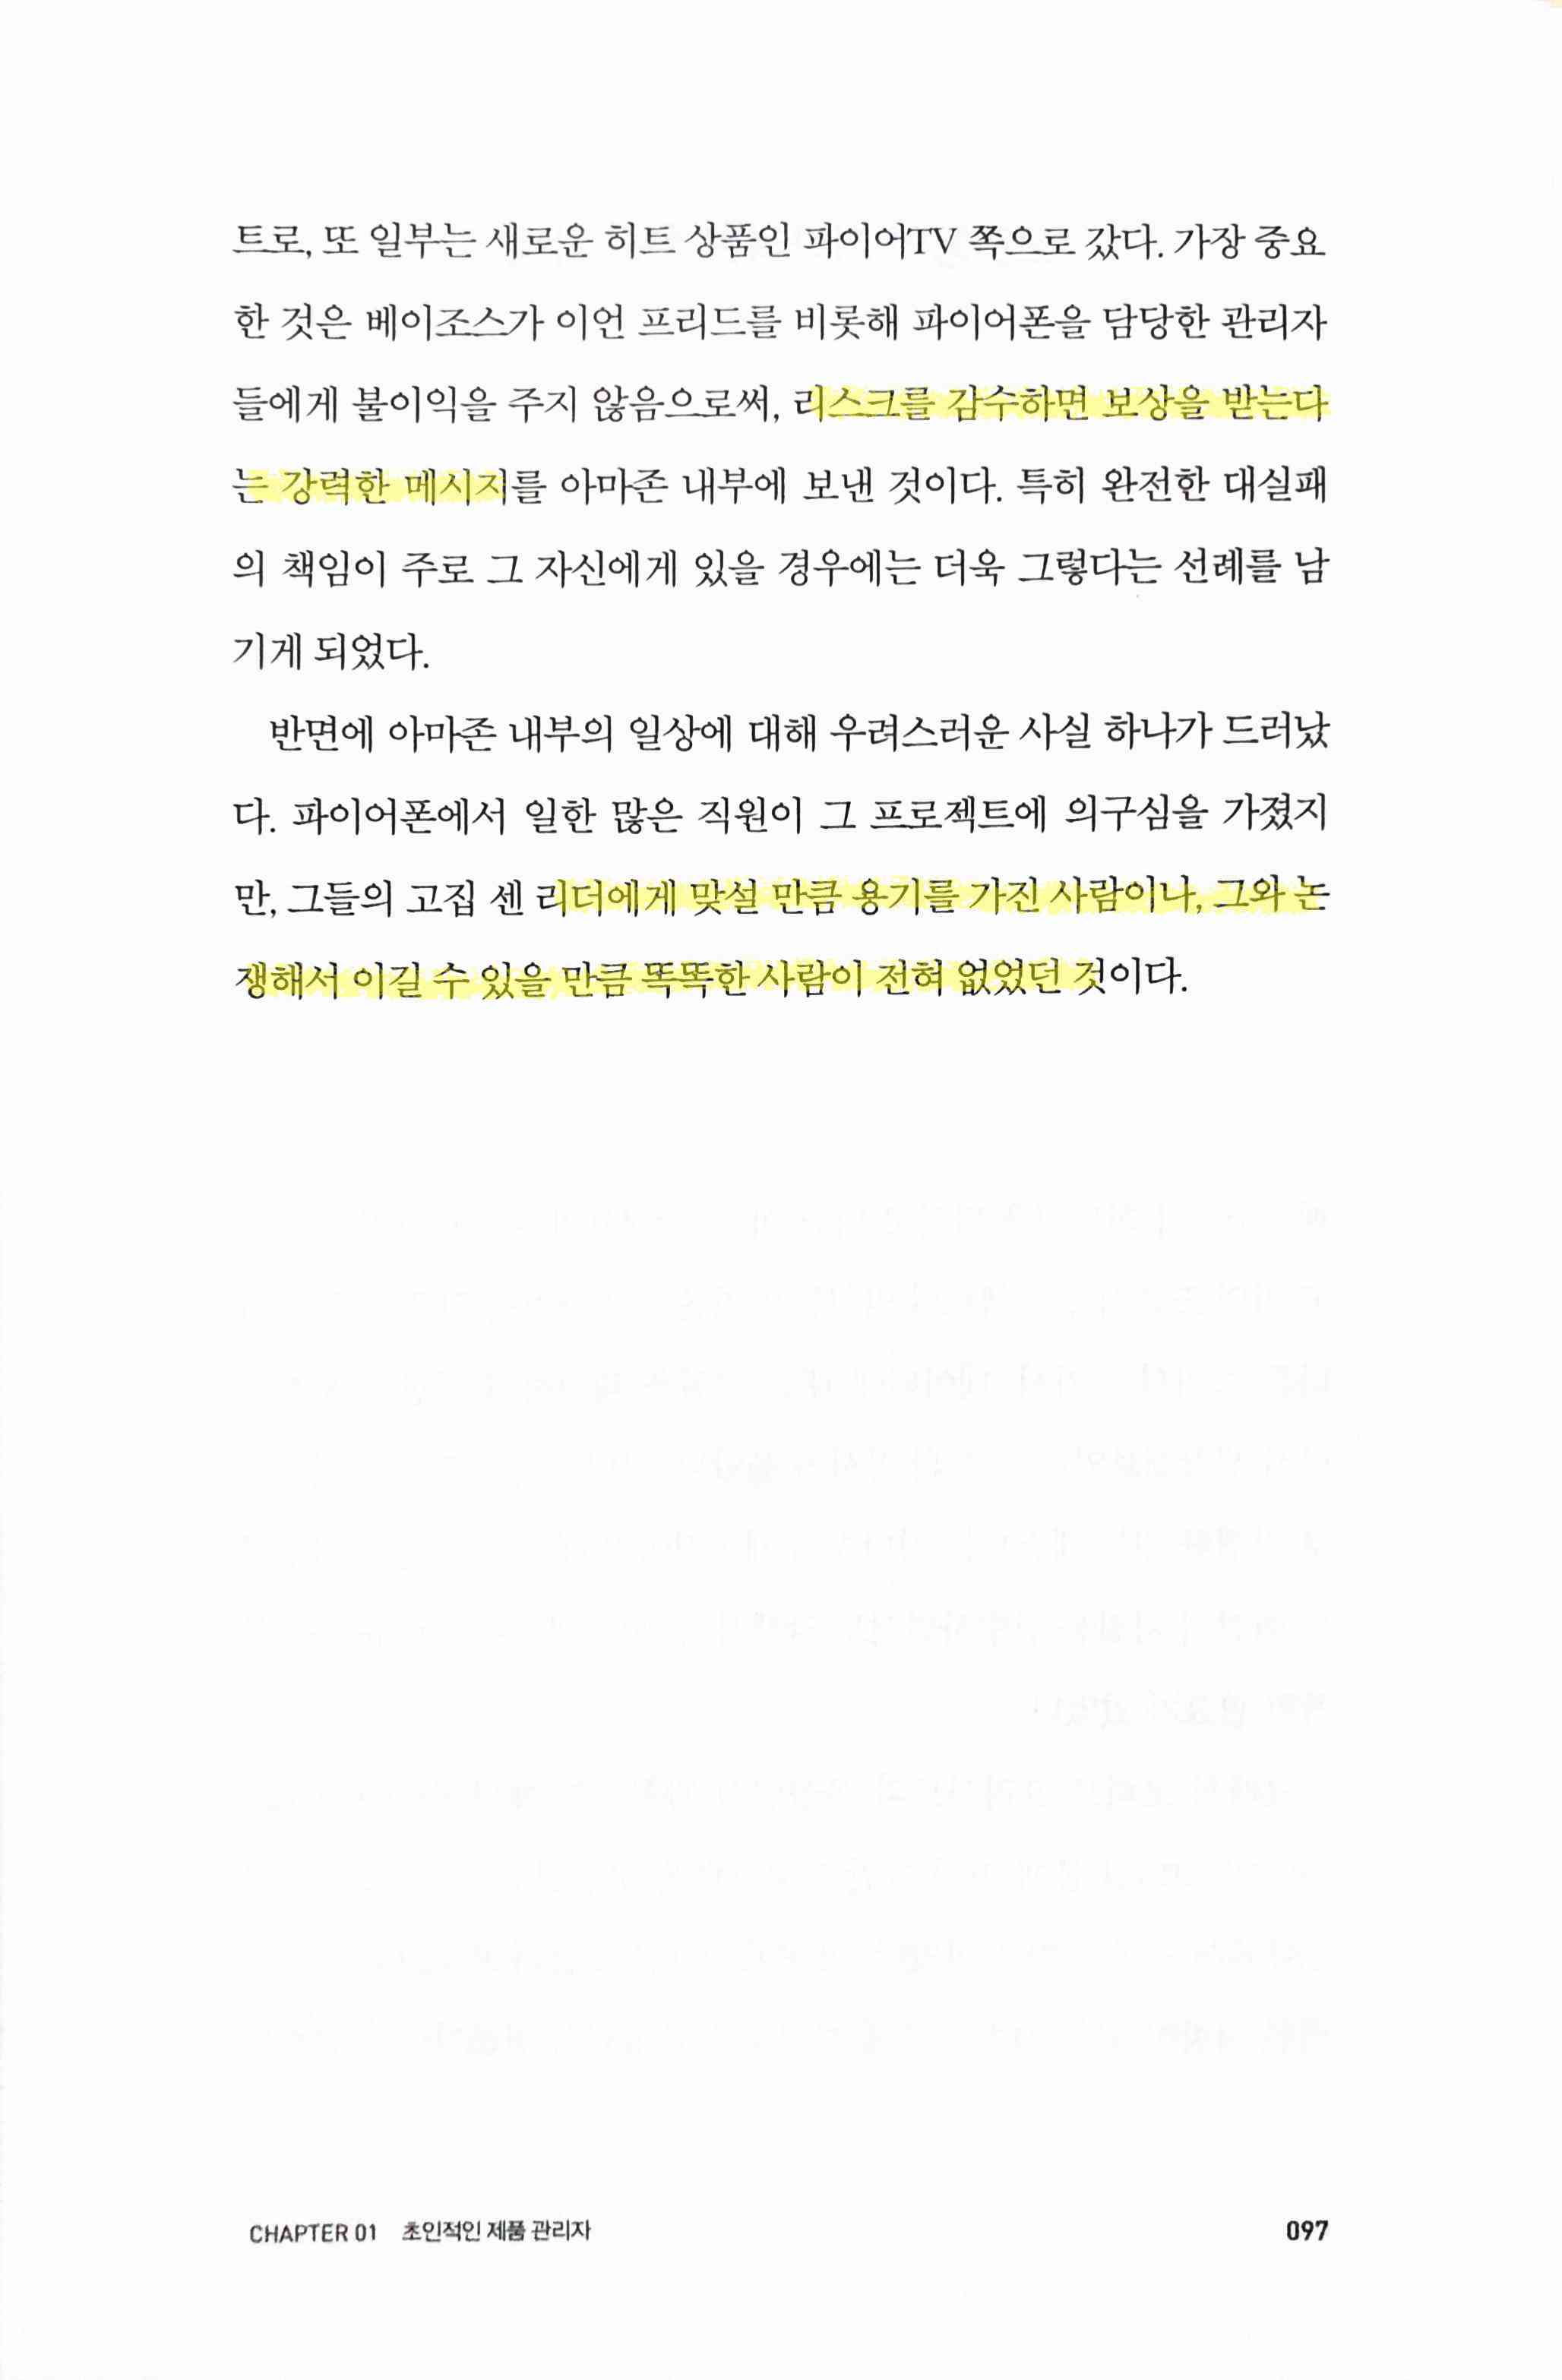 트로, 또 일부는 새로운 히트 상품인 파이어TV 쪽으로 갔다. 가장 중요
한 것은 베이조스가 이언 프리드를 비롯해 파이어폰을 담당한 관리자
들에게 불이익을 주지 않음으로써, 리스크를 감수하면 보상을 받는다
는 강력한 메시지를 아마존 내부에 보낸 것이다. 특히 완전한 대실패
의 책임이 주로 그 자신에게 있을 경우에는 더욱 그렇다는 선례를 남
기게 되었다.
반면에 아마존 내부의 일상에 대해 우려스러운 사실 하나가 드러났
다. 파이어폰에서 일한 많은 직원이 그 프로젝트에 의구심을 가졌지
만, 그들의 고집 센 리더에게 맞설 만큼 용기를 가진 사람이나, 그와 논
쟁해서 이길 수 있을 만큼 똑똑한 사람이 전혀 없었던 것이다.
CHAPTER 01 초인적인 제품 관리자
097